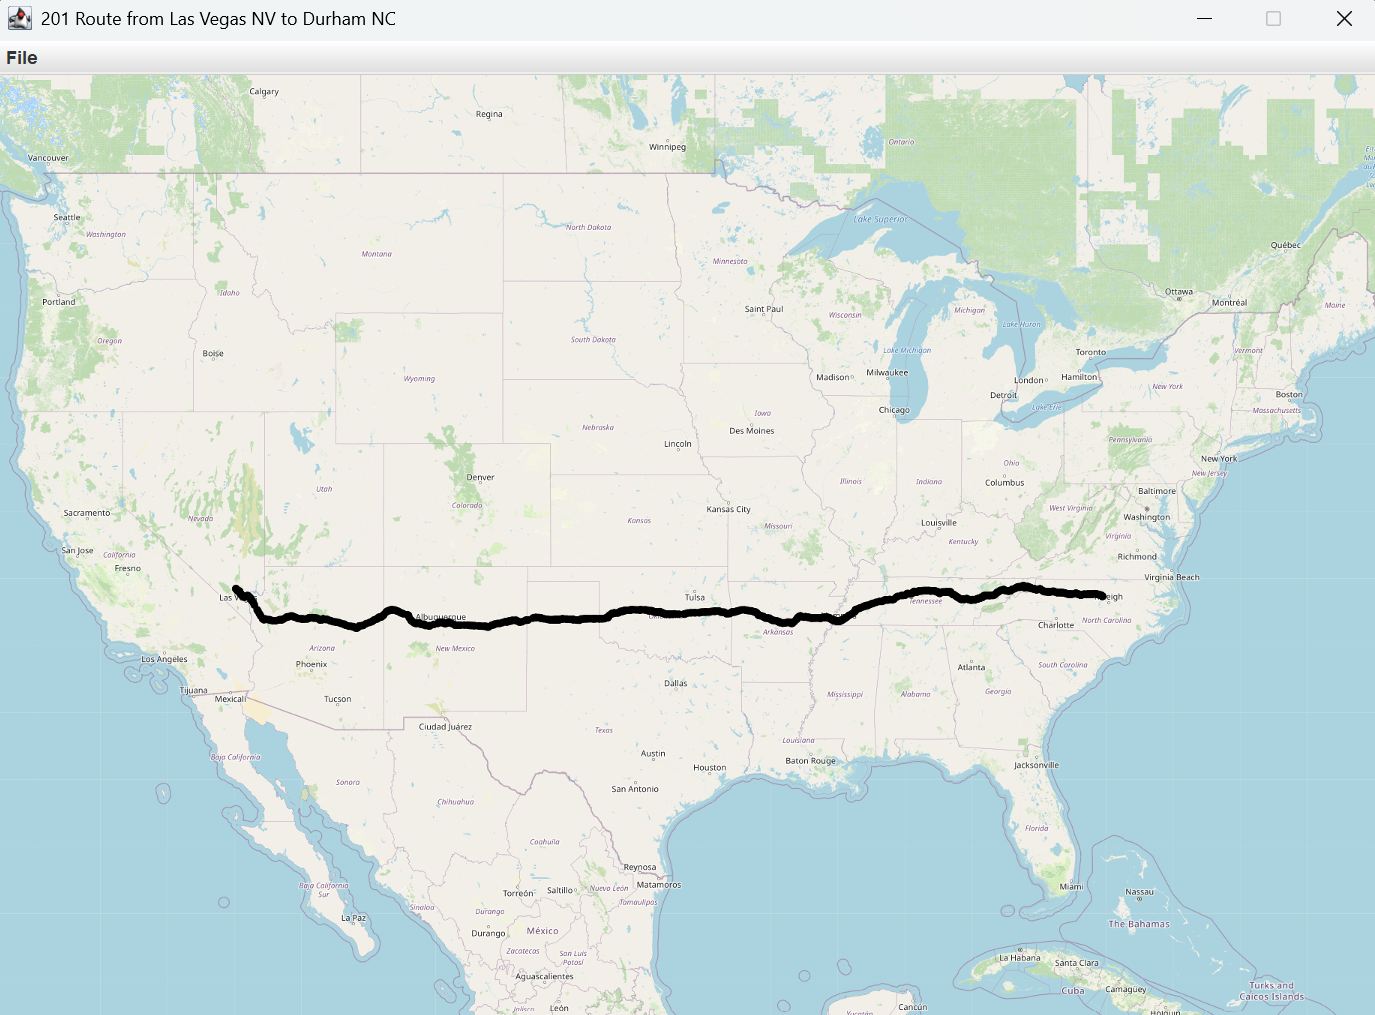 201 Route from Las Vegas NV to Durham NC
File
Calgary
Regina
Winnipeg
Ontario
Vancouver
Seattle
Washington
Montana
North Dakota
Lake Superior
Québec
Minnesota
Idaho
Portland
Oregon
Saint Paul
Wisconsin
Michigan
Ottawa
Montréal
Maine
Lake Huron
South Dakota
Boise
Wyoming
Lake Michigan
Toronto
Vermont
Madison
Milwaukee
London
Hamilton
New York
Detroit
Boston
Chicago
Lake Erie
Massachusetts
Iowa
Nebraska
Des Moines
Lincoln
Pennsylvania
New York
New Jersey
Denver
Colorado
Utah
Ohio
Columbus
Illinois
Indiana
Baltimore
Washington
Kansas City
Kansas
Missouri
West Virginia
Virginia
Sacramento
Nevada
Louisville
Kentucky
San Jose
California
Fresno
Richmond
Virginia Beach
Las
Tulsa
Tennessee
Albuquerque
Arkansas
North Carolina
Charlotte
Arizona
New Mexico
Los Angeles
Phoenix
Atlanta
South Carolina
Georgia
Tijuana
Mexicali
Tucson
Dallas
Mississippi
Alabama
Ciudad Juárez
Texas
Louisiana
Baja California
Austin
Houston
Baton Rouge
Jacksonville
Sonora
San Antonio
Chihuahua
Florida
Coahuila
Reynosa
Matamoros
Miami
Nassau
Baja California
Sur
Torreón
Saltillo
Nuevo León
Tamaulipas
Sinaloa
Durango
La Paz
Durango
México
The Bahamas
Zacatecas
San Luis
Potosí
La Habana
Santa Clara
Aguascalientes
Cuba
Camagüey
Turks and
Caicos Islands
Jalisco
León
Cancún
Yucatán
Holguín